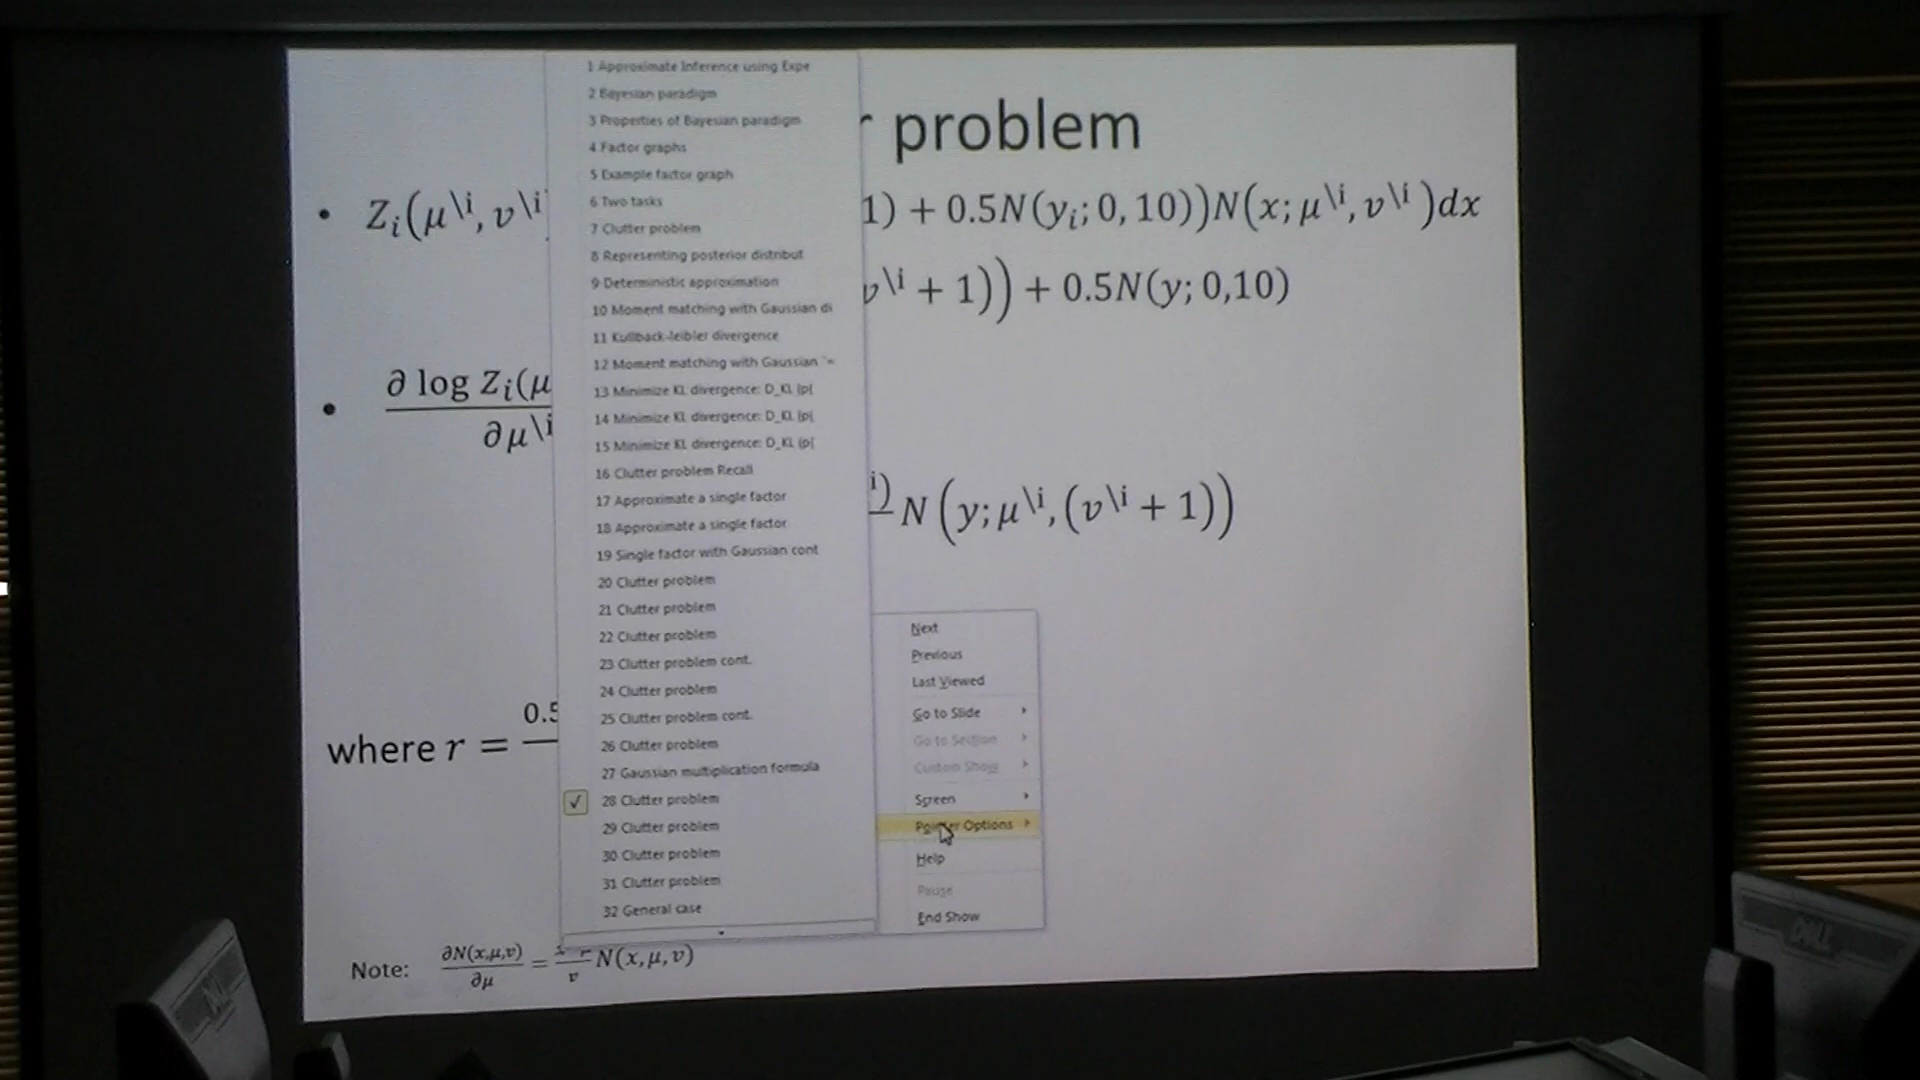 r problem
• Z_i(μ^\i, v^\i 1) + 0.5N(y_i; 0, 10))N(x; μ^\i, v^\i )dx
v^\i + 1)) + 0.5N(y; 0,10)
• ∂ log Z_i(μ
∂μ^\i
i) N (y; μ^\i, (v^\i + 1))
where r = 0.5
Note: ∂N(x,μ,v) / ∂μ = / v N(x, μ, v)
1 Approximate Inference using Expe
2 Bayesian paradigm
3 Properties of Bayesian paradigm
4 Factor graphs
5 Example factor graph
6 Two tasks
7 Clutter problem
8 Representing posterior distribut
9 Deterministic approximation
10 Moment matching with Gaussian di
11 Kullback-leibler divergence
12 Moment matching with Gaussian
13 Minimize KL divergence: D_KL (p(
14 Minimize KL divergence: D_KL (p(
15 Minimize KL divergence: D_KL (p(
16 Clutter problem Recall
17 Approximate a single factor
18 Approximate a single factor
19 Single factor with Gaussian cont
20 Clutter problem
21 Clutter problem
22 Clutter problem
23 Clutter problem cont.
24 Clutter problem
25 Clutter problem cont.
26 Clutter problem
27 Gaussian multiplication formula
28 Clutter problem
29 Clutter problem
30 Clutter problem
31 Clutter problem
32 General case
Next
Previous
Last Viewed
Go to Slide
Go to Section
Custom Show
Screen
Pointer Options
Help
Pause
End Show
DELL